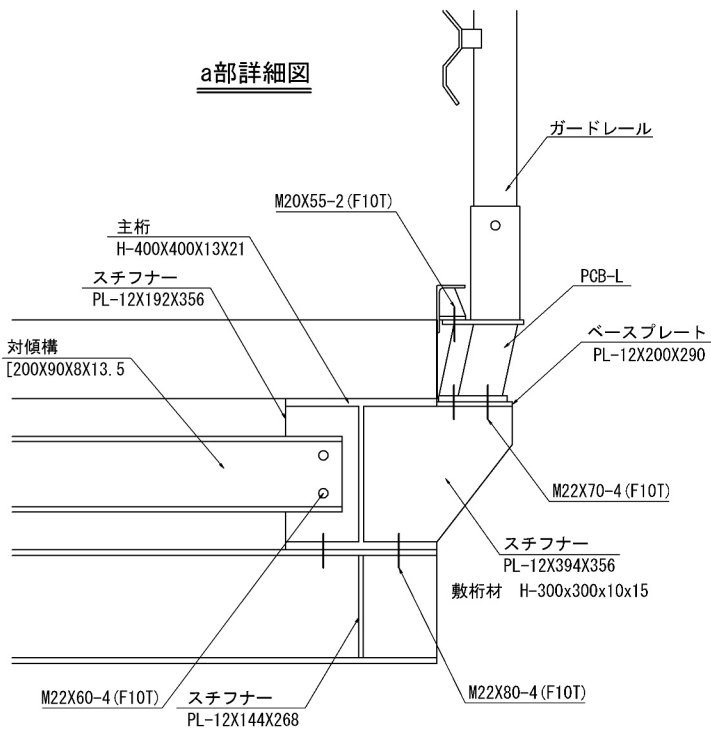 a部詳細図
ガードレール
M20X55-2(F10T)
主桁
H-400X400X13X21
スチフナー
PL-12X192X356
PCB-L
ベースプレート
PL-12X200X290
対傾構
[200X90X8X13.5
M22X70-4(F10T)
スチフナー
PL-12X394X356
敷桁材 H-300x300x10x15
M22X60-4(F10T)
スチフナー
PL-12X144X268
M22X80-4(F10T)